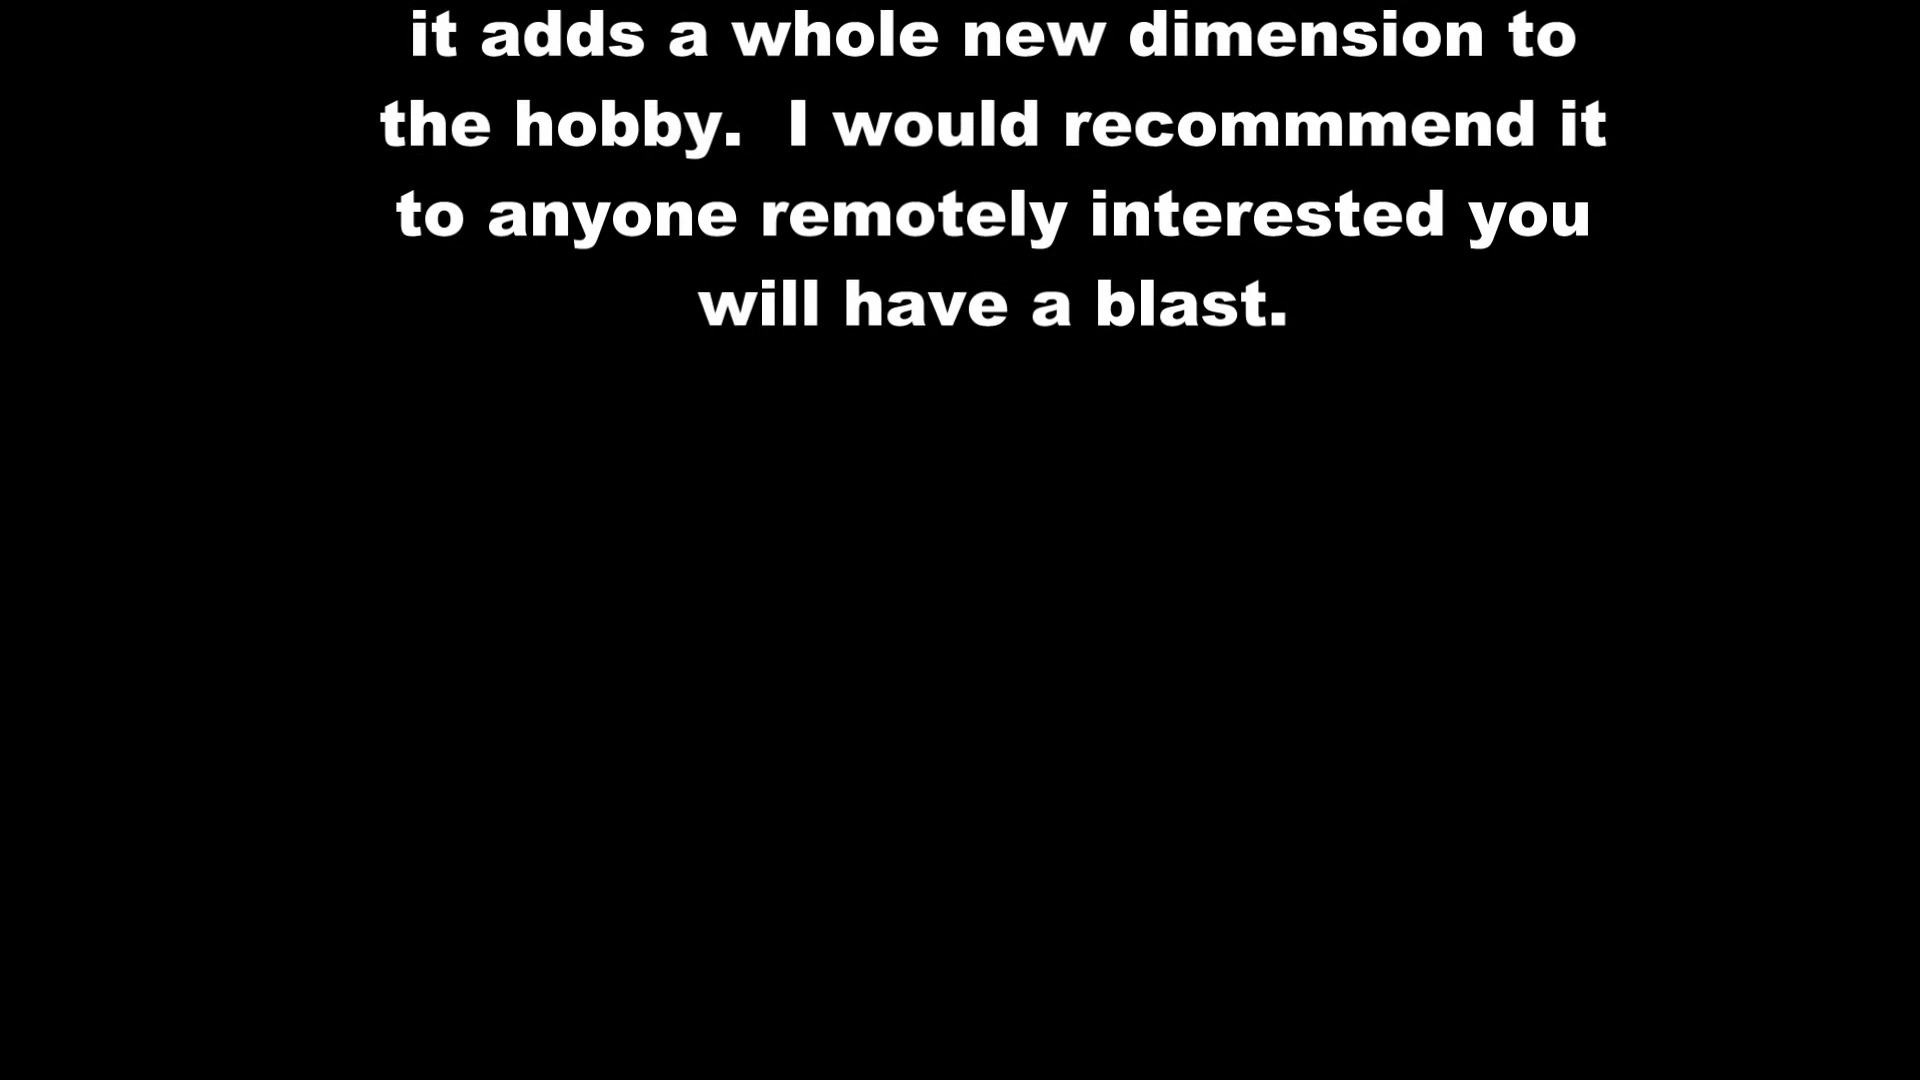 it adds a whole new dimension to
the hobby.  I would recommmend it
to anyone remotely interested you
will have a blast.